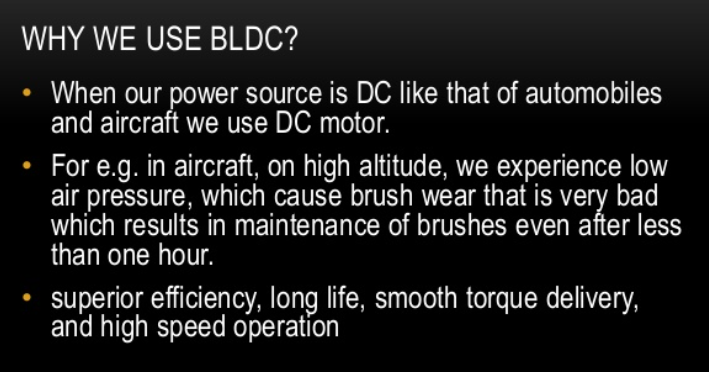 WHY WE USE BLDC?
• When our power source is DC like that of automobiles
and aircraft we use DC motor.
• For e.g. in aircraft, on high altitude, we experience low
air pressure, which cause brush wear that is very bad
which results in maintenance of brushes even after less
than one hour.
• superior efficiency, long life, smooth torque delivery,
and high speed operation